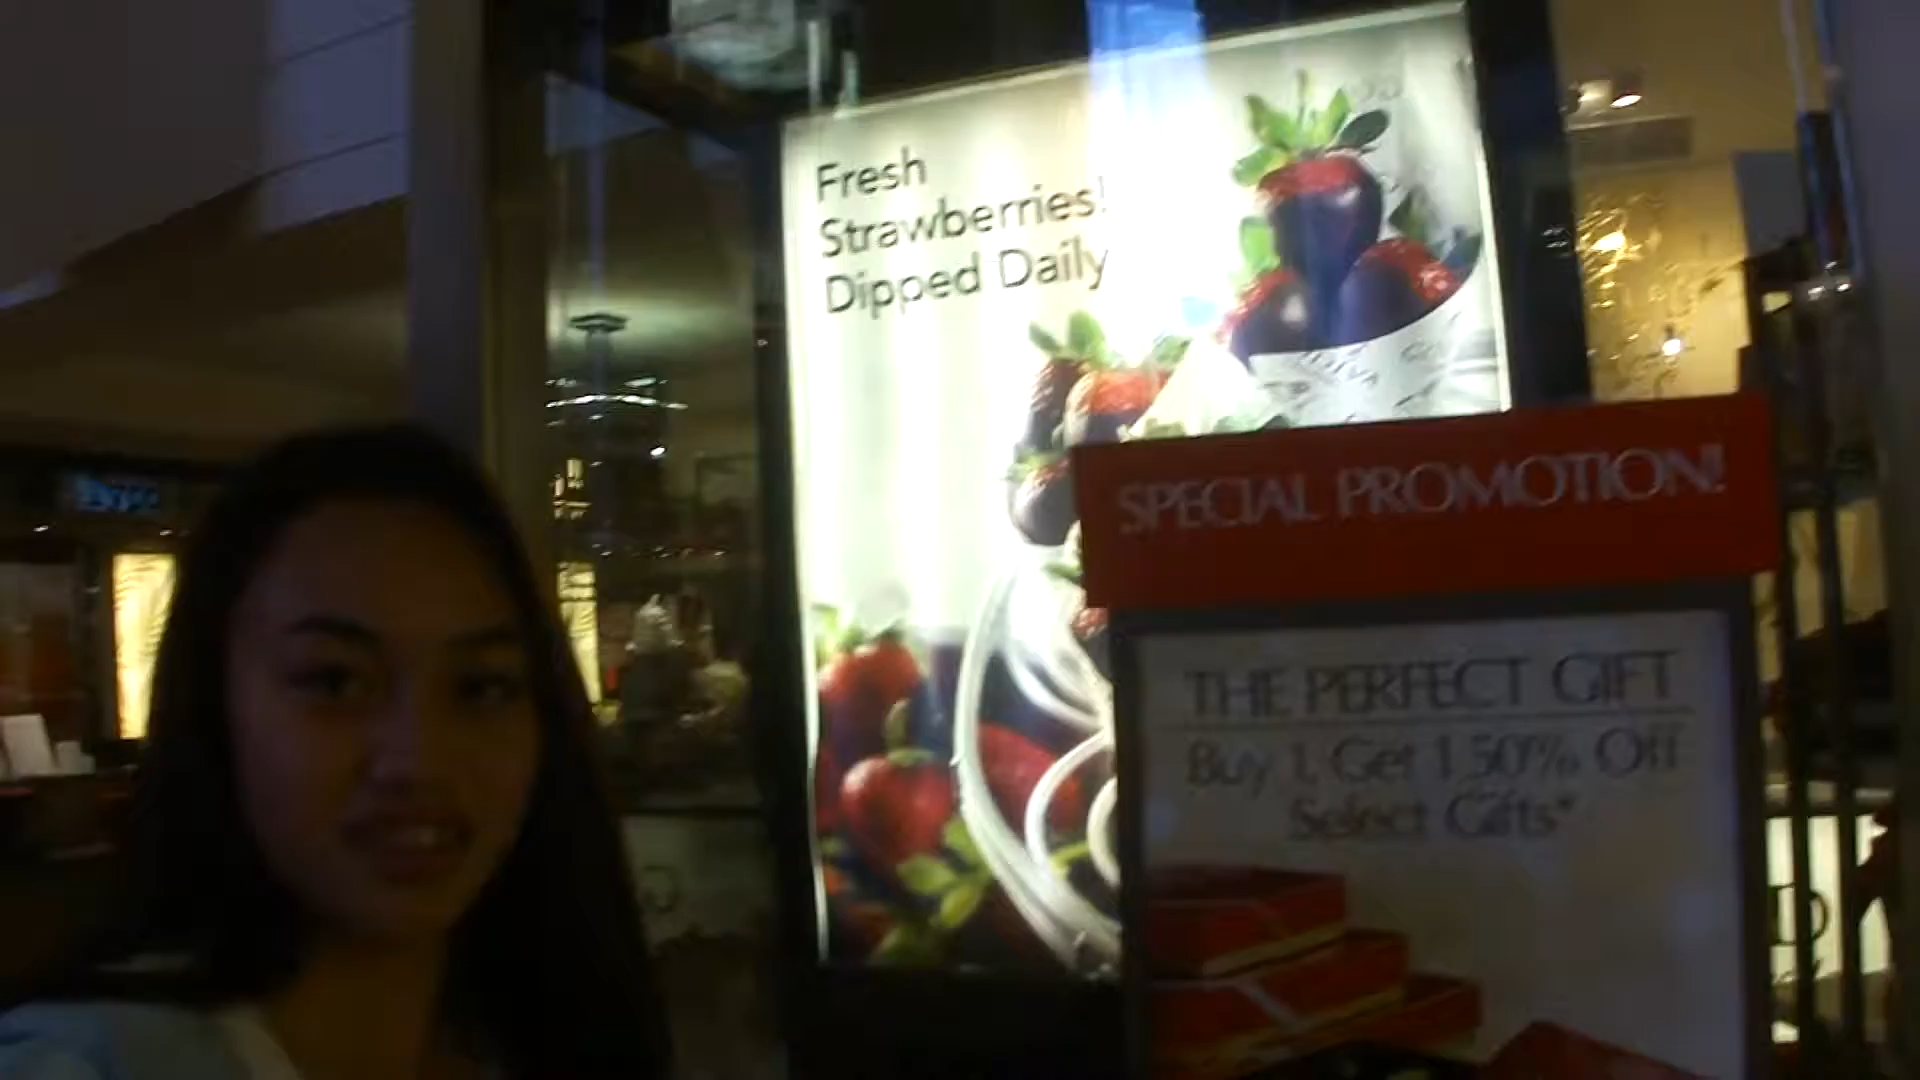 Fresh
Strawberries!
Dipped Daily
SPECIAL PROMOTION!
THE PERFECT GIFT
Buy 1, Get 1 50% Off
Select Gifts*